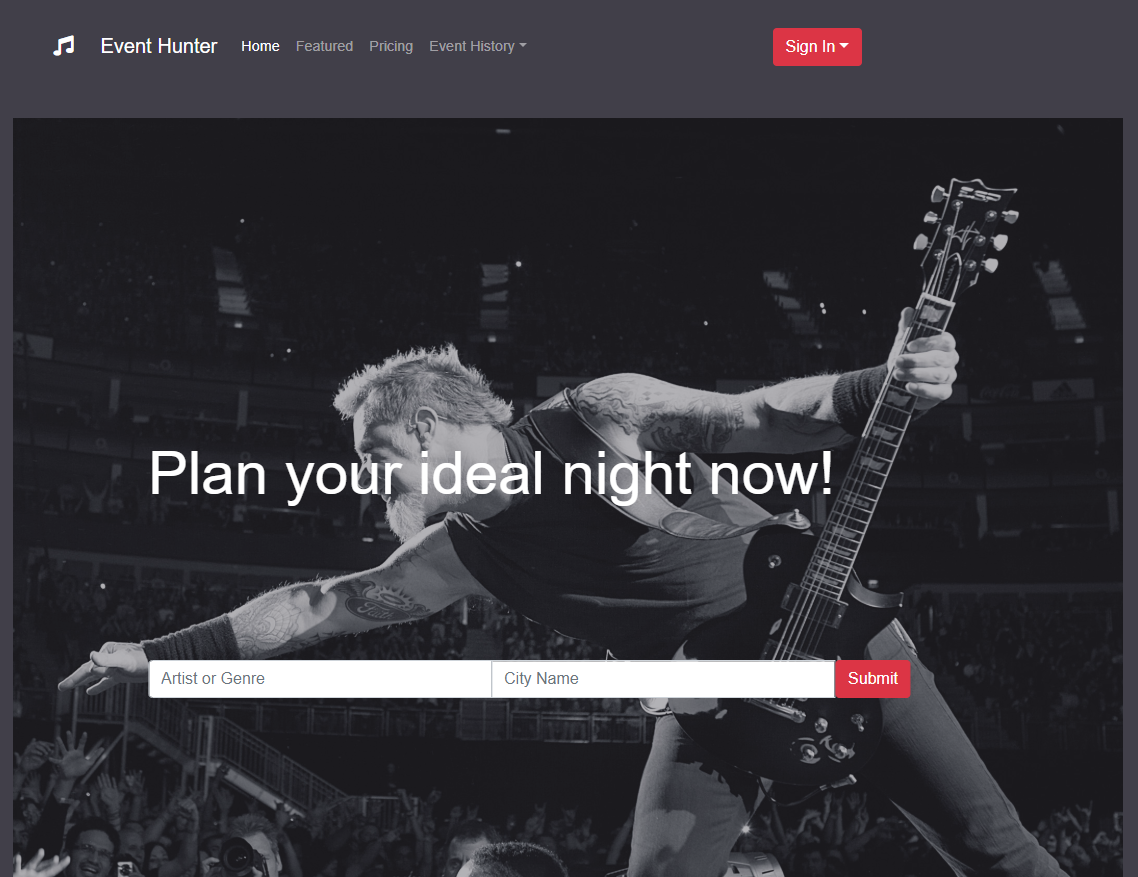 Event Hunter Home Featured Pricing Event History Sign In
ESP
Plan your ideal night now!
Artist or Genre City Name Submit